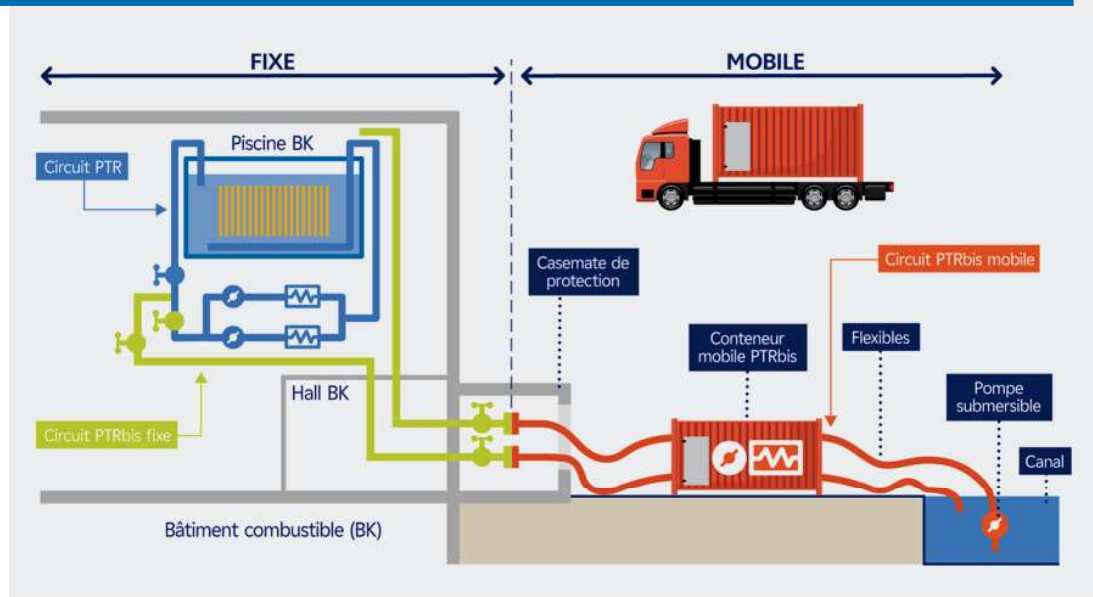 FIXE
MOBILE
Piscine BK
Circuit PTR
Casemate de
protection
Circuit PTRbis mobile
Conteneur
mobile PTRbis
Flexibles
Pompe
submersible
Hall BK
Circuit PTRbis fixe
Canal
Bâtiment combustible (BK)